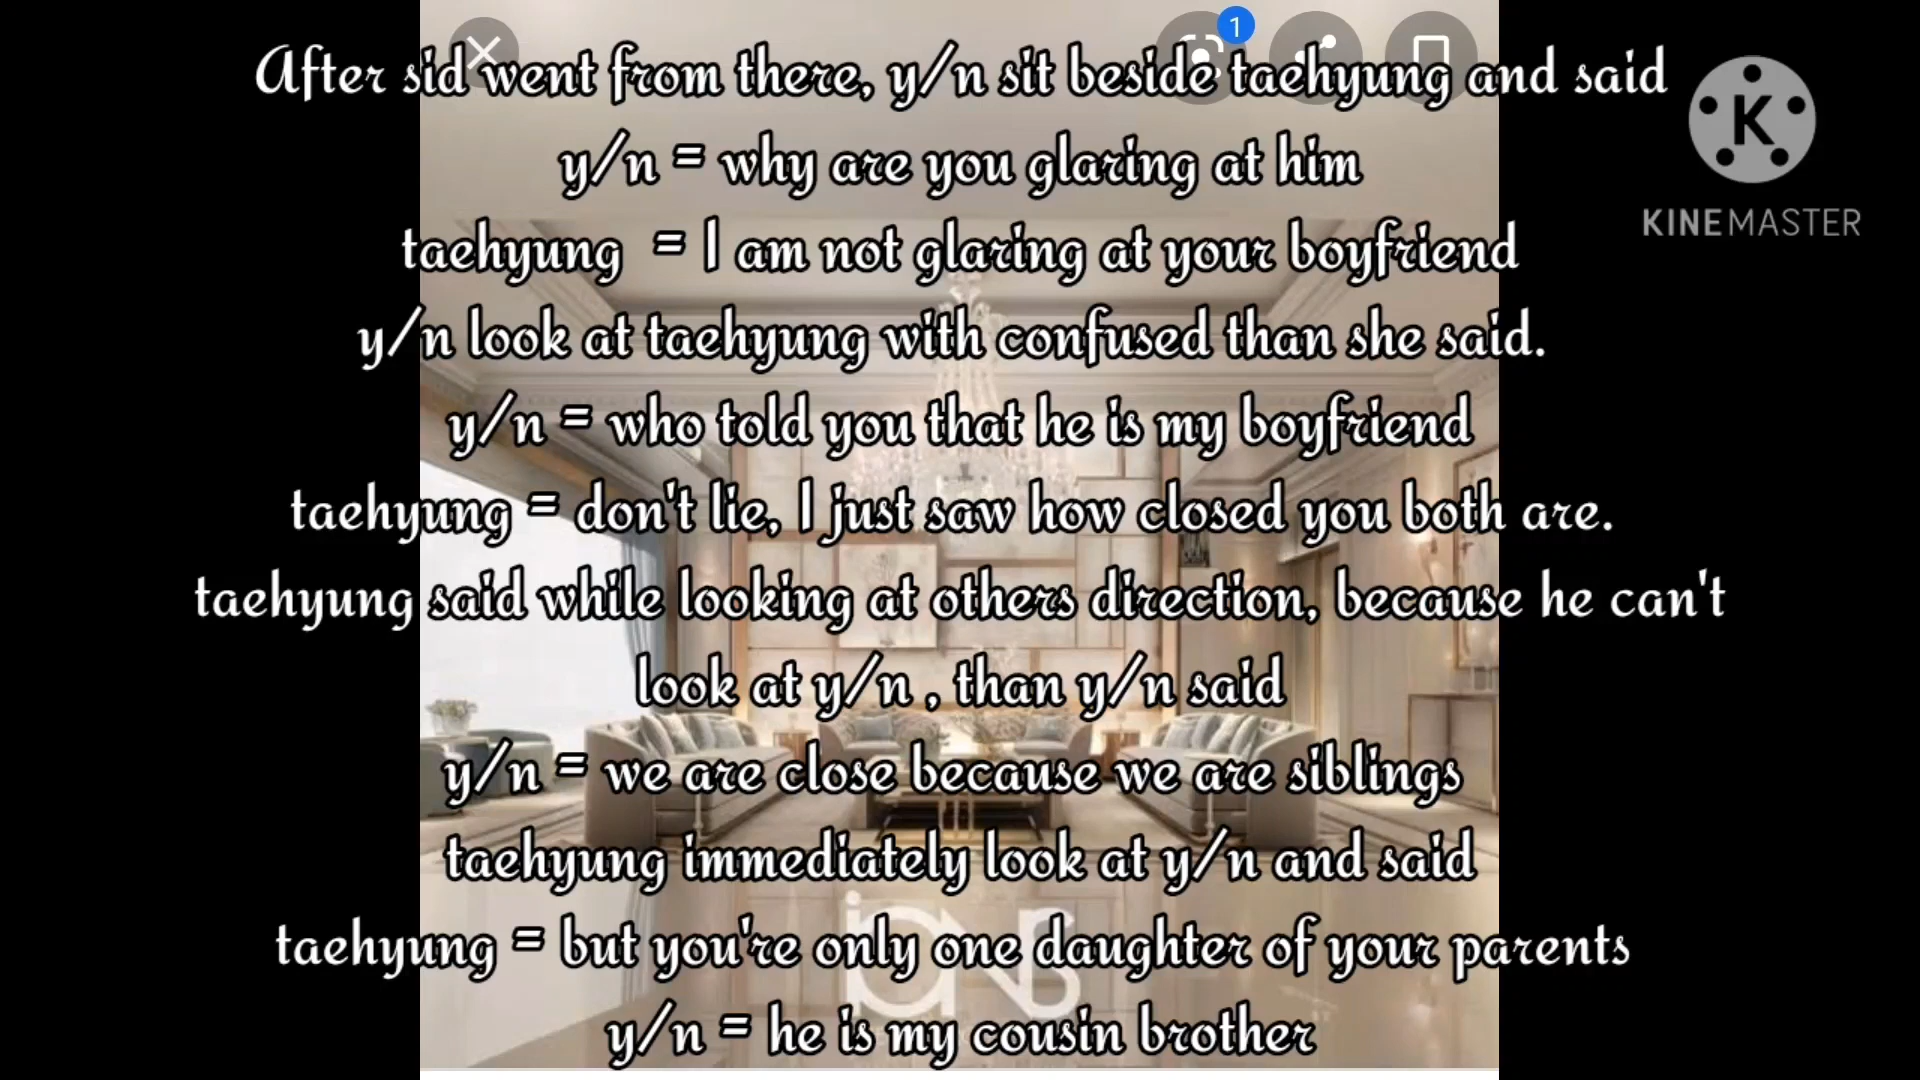 1
After sid went from there, y/n sit beside taehyung and said
y/n = why are you glaring at him
taehyung = I am not glaring at your boyfriend
y/n look at taehyung with confused than she said.
y/n = who told you that he is my boyfriend
taehyung = don't lie, I just saw how closed you both are.
taehyung said while looking at others direction, because he can't
look at y/n , than y/n said
y/n = we are close because we are siblings
taehyung immediately look at y/n and said
taehyung = but you're only one daughter of your parents
y/n = he is my cousin brother
K
KINEMASTER